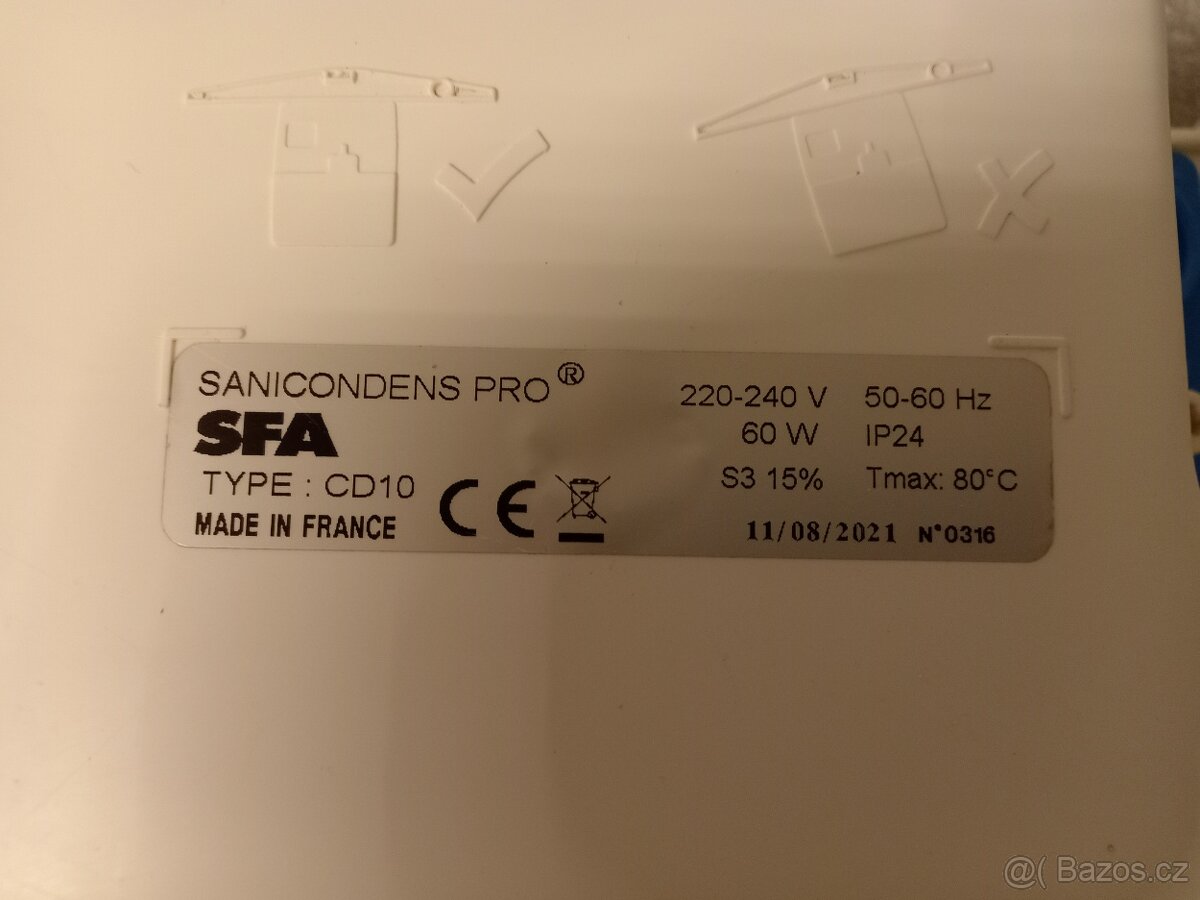 SANICONDENS PRO®
SFA
TYPE : CD10
MADE IN FRANCE
CE
220-240 V 50-60 Hz
60 W IP24
S3 15% Tmax: 80°C
11/08/2021 N°0316
@( Bazos.cz